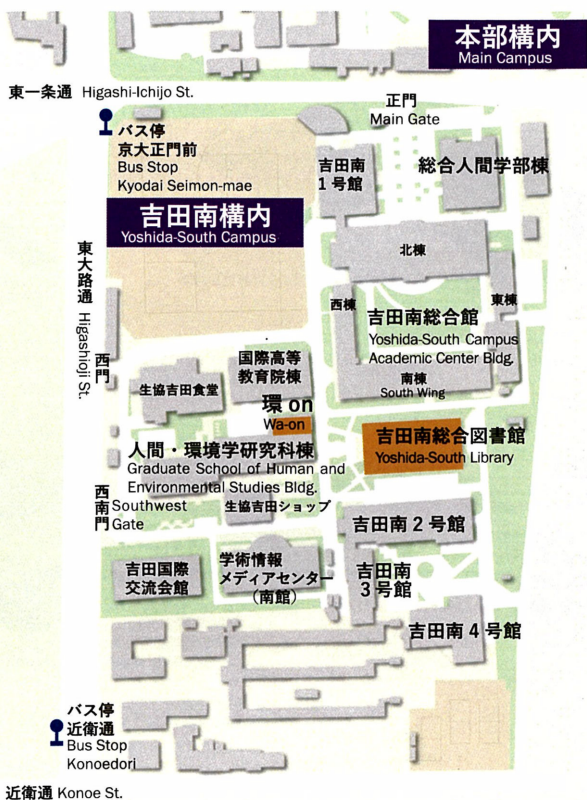 本部構内
Main Campus
東一条通 Higashi-Ichijo St.
正門
Main Gate
バス停
京大正門前
Bus Stop
Kyodai Seimon-mae
吉田南
1号館
総合人間学部棟
吉田南構内
Yoshida-South Campus
東大路通 Higashioji St.
北棟
西棟
東棟
吉田南総合館
Yoshida-South Campus
Academic Center Bldg.
南棟
South Wing
西門
国際高等
教育院棟
生協吉田食堂
環 on
Wa-on
吉田南総合図書館
Yoshida-South Library
人間・環境学研究科棟
Graduate School of Human and
Environmental Studies Bldg.
西南門
Southwest
Gate
生協吉田ショップ
吉田南2号館
吉田国際
交流会館
学術情報
メディアセンター
(南館)
吉田南
3号館
吉田南4号館
バス停
近衛通
Bus Stop
Konoedori
近衛通 Konoe St.